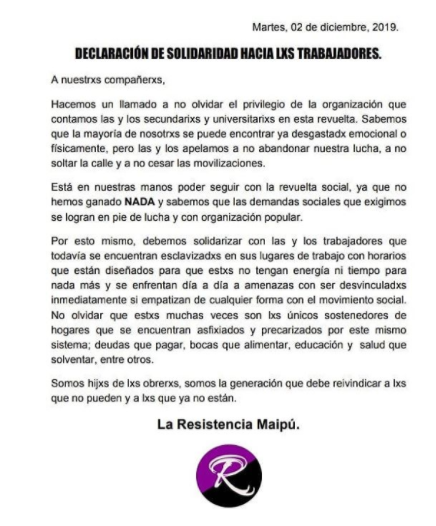 Martes, 02 de diciembre, 2019.
DECLARACIÓN DE SOLIDARIDAD HACIA LXS TRABAJADORES.
A nuestrxs compañerxs,
Hacemos un llamado a no olvidar el privilegio de la organización que
contamos las y los secundarixs y universitarixs en esta revuelta. Sabemos
que la mayoría de nosotrxs se puede encontrar ya desgastadx emocional o
físicamente, pero las y los apelamos a no abandonar nuestra lucha, a no
soltar la calle y a no cesar las movilizaciones.
Está en nuestras manos poder seguir con la revuelta social, ya que no
hemos ganado NADA y sabemos que las demandas sociales que exigimos
se logran en pie de lucha y con organización popular.
Por esto mismo, debemos solidarizar con las y los trabajadores que
todavía se encuentran esclavizadxs en sus lugares de trabajo con horarios
que están diseñados para que estxs no tengan energía ni tiempo para
nada más y se enfrentan día a día a amenazas con ser desvinculadxs
inmediatamente si empatizan de cualquier forma con el movimiento social.
No olvidar que estxs muchas veces son lxs únicos sostenedores de
hogares que se encuentran asfixiados y precarizados por este mismo
sistema; deudas que pagar, bocas que alimentar, educación y salud que
solventar, entre otros.
Somos hijxs de lxs obrerxs, somos la generación que debe reivindicar a lxs
que no pueden y a lxs que ya no están.
La Resistencia Maipú.
R